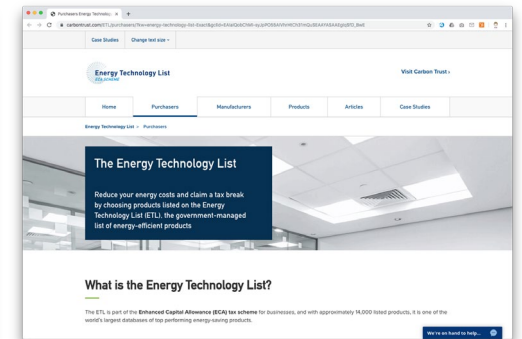 Purchasers Energy Technolo
Case Studies Change text size
Energy Technology List
ECA SCHEME
Visit Carbon Trust ›
Home Purchasers Manufacturers Products Articles Case Studies
Energy Technology List > Purchasers
The Energy Technology List
Reduce your energy costs and claim a tax break
by choosing products listed on the Energy
Technology List (ETL), the government-managed
list of energy-efficient products
What is the Energy Technology List?
The ETL is part of the Enhanced Capital Allowance (ECA) tax scheme for businesses, and with approximately 14,000 listed products, it is one of the
world's largest databases of top performing energy-saving products.
We're on hand to help...